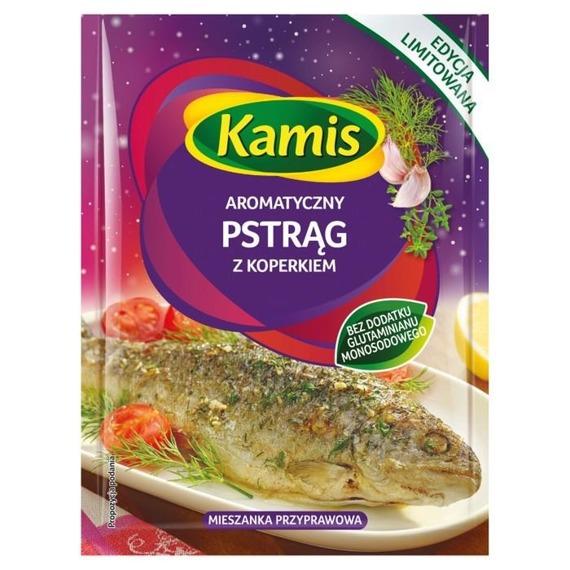 EDYCJA
LIMITOWANA
Kamis
AROMATYCZNY
PSTRĄG
Z KOPERKIEM
BEZ DODATKU
GLUTAMINIANU
MONOSODOWEGO
Propozycja podania.
MIESZANKA PRZYPRAWOWA